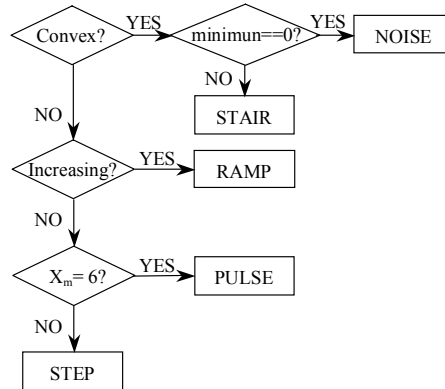 Convex?
YES
minimun==0?
YES
NOISE
NO
STAIR
NO
Increasing?
YES
RAMP
NO
Xm= 6?
YES
PULSE
NO
STEP